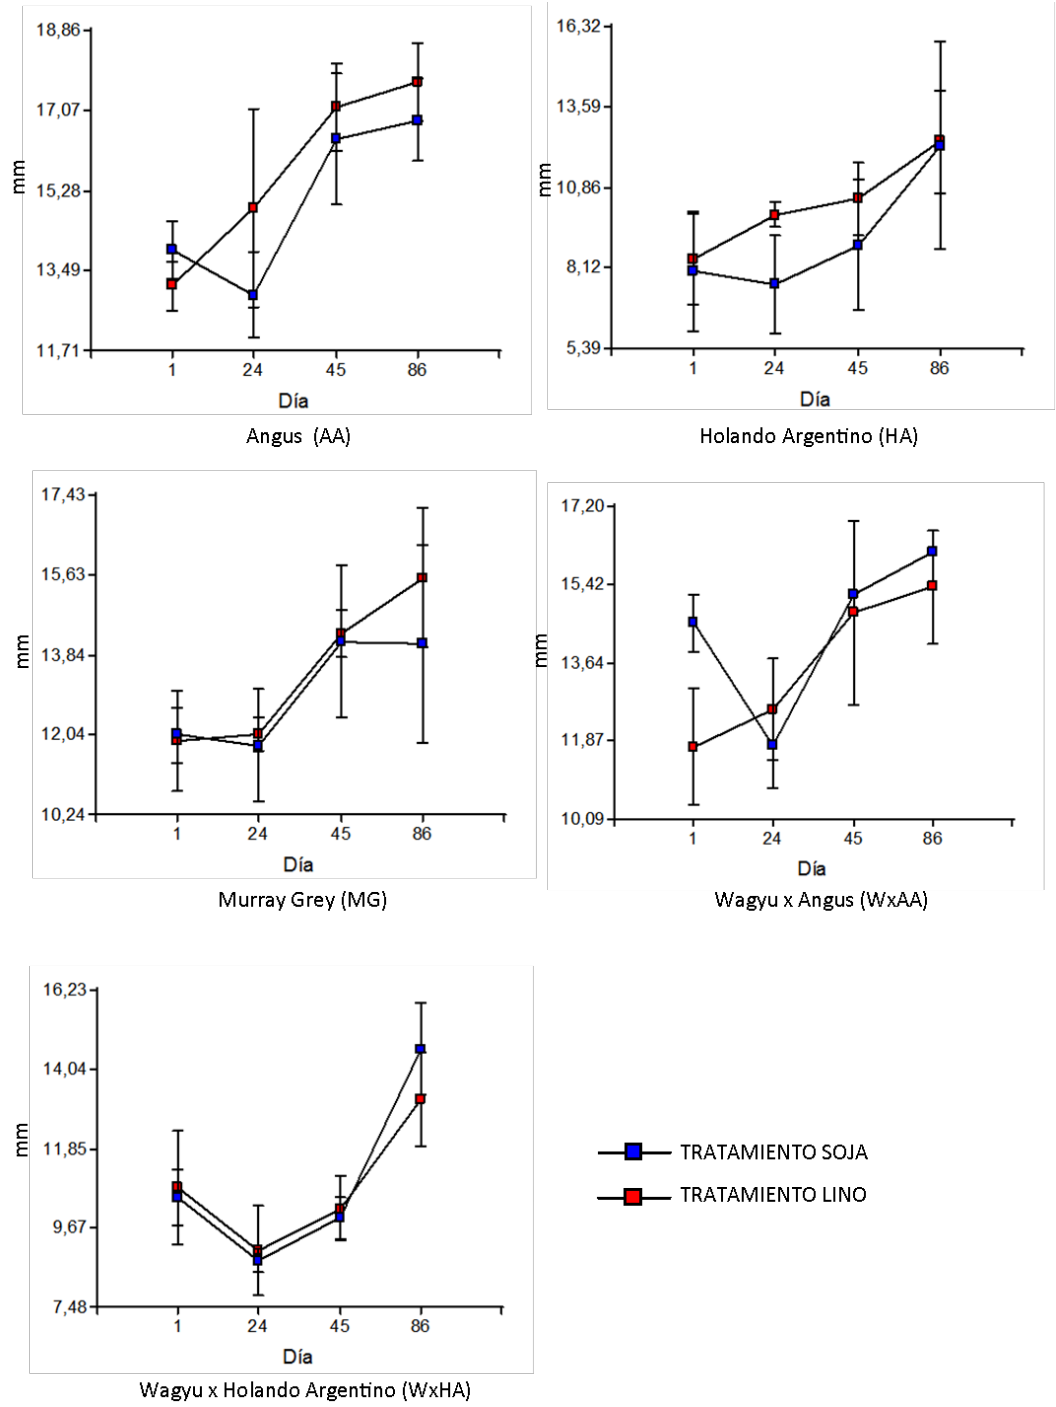 18,86
17,07
15,28
13,49
11,71
mm
1 24 45 86
Día
Angus (AA)
16,32
13,59
10,86
8,12
5,39
mm
1 24 45 86
Día
Holando Argentino (HA)
17,43
15,63
13,84
12,04
10,24
mm
1 24 45 86
Día
Murray Grey (MG)
17,20
15,42
13,64
11,87
10,09
mm
1 24 45 86
Día
Wagyu x Angus (WxAA)
16,23
14,04
11,85
9,67
7,48
mm
1 24 45 86
Día
Wagyu x Holando Argentino (WxHA)
TRATAMIENTO SOJA
TRATAMIENTO LINO